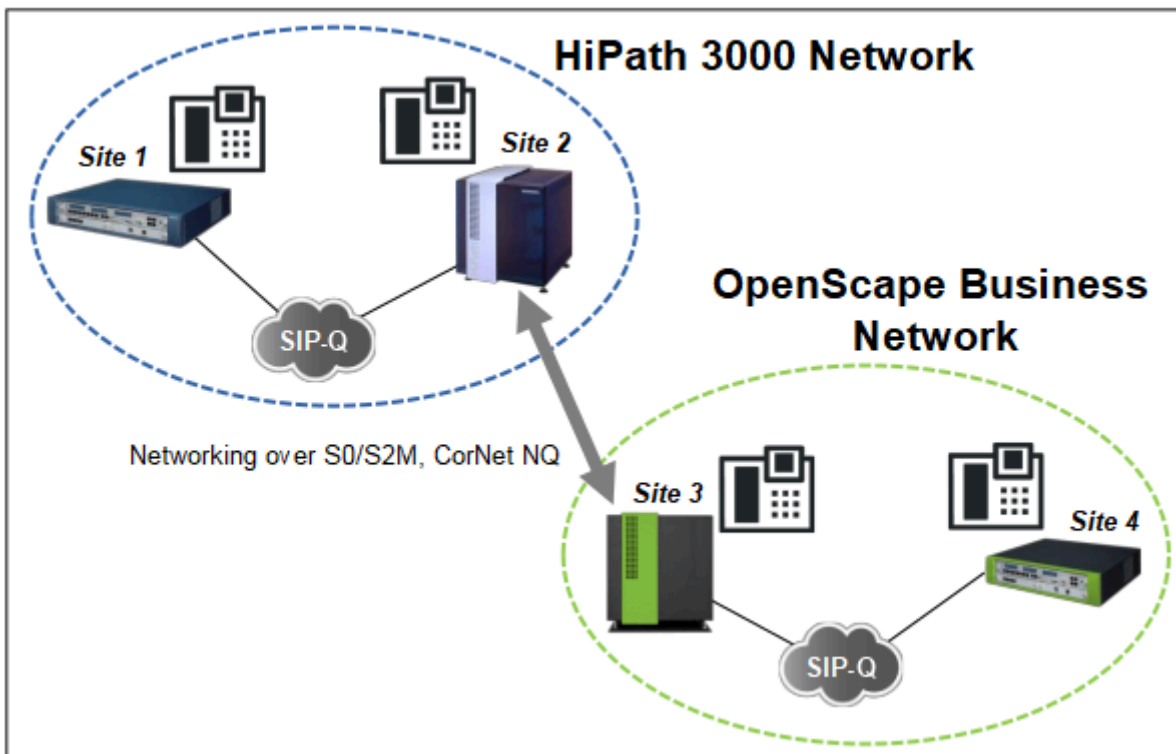 HiPath 3000 Network
Site 1
Site 2
SIP-Q
OpenScape Business
Network
Networking over S0/S2M, CorNet NQ
Site 3
Site 4
SIP-Q